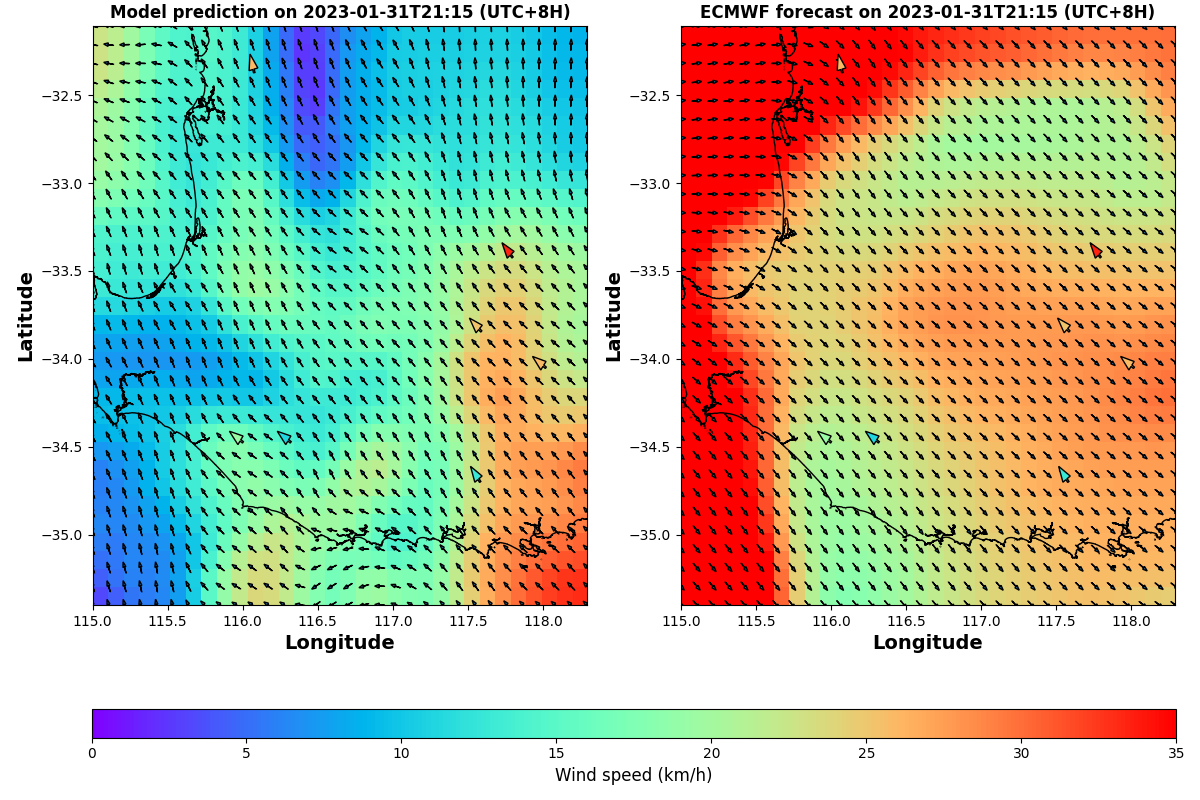 Model prediction on 2023-01-31T21:15 (UTC+8H)
ECMWF forecast on 2023-01-31T21:15 (UTC+8H)
Latitude
−32.5
−33.0
−33.5
−34.0
−34.5
−35.0
115.0 115.5 116.0 116.5 117.0 117.5 118.0
Longitude
Latitude
−32.5
−33.0
−33.5
−34.0
−34.5
−35.0
115.0 115.5 116.0 116.5 117.0 117.5 118.0
Longitude
0 5 10 15 20 25 30 35
Wind speed (km/h)